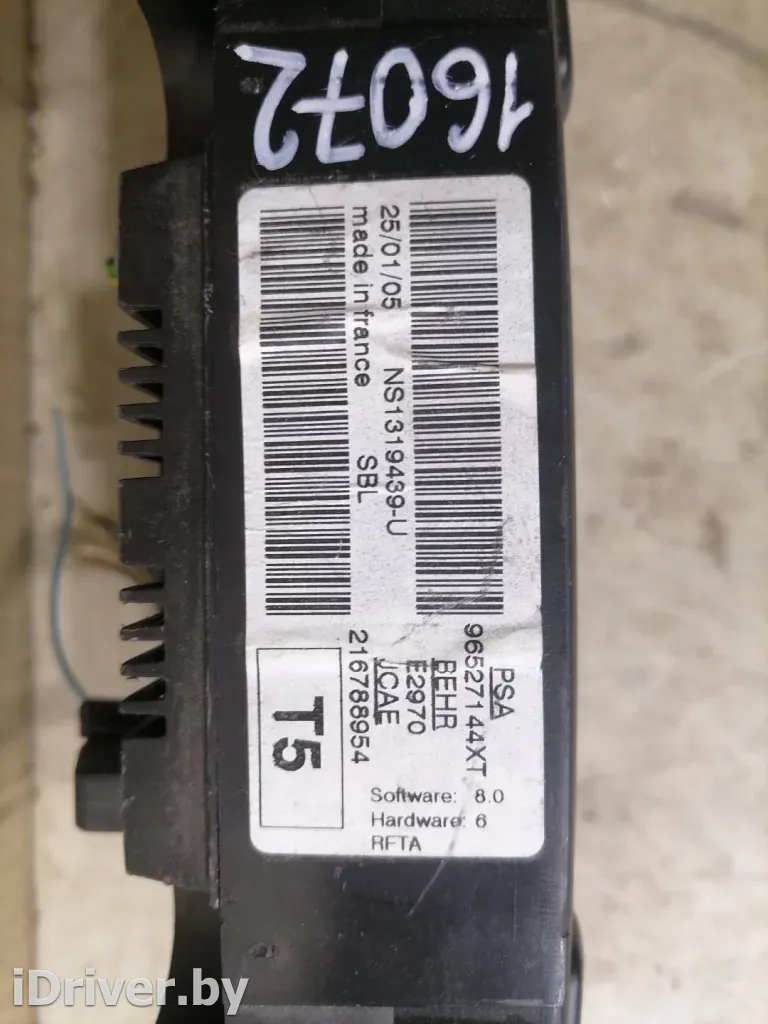 16072
PSA
96527144XT
BEHR
E2970
JCAE
216788954
25/01/05 NS1319439-U
made in france SBL
T5
Software: 8.0
Hardware: 6
RFTA
iDriver.by